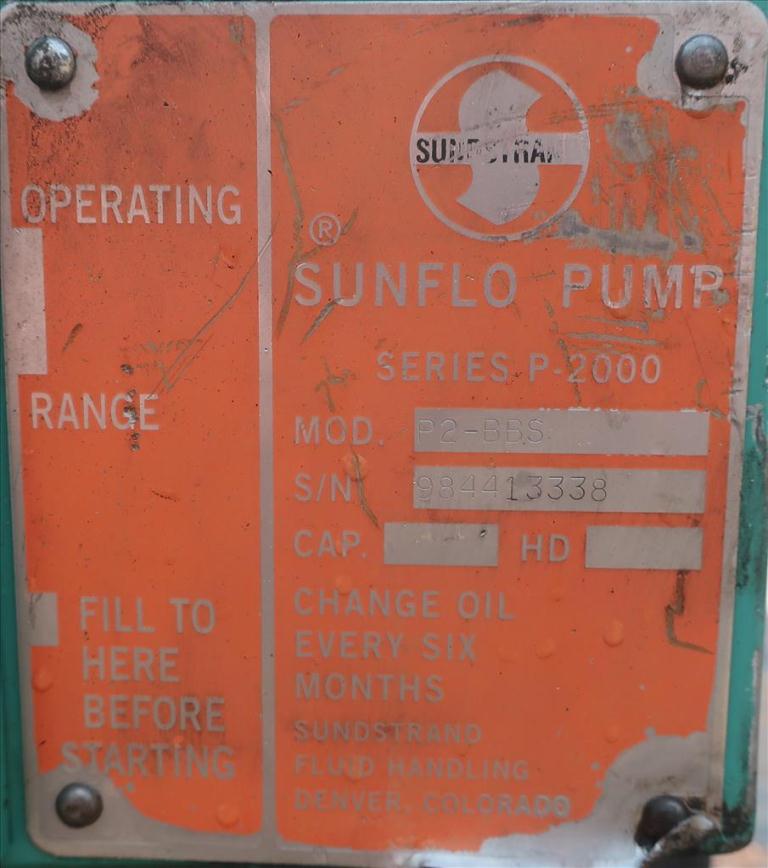 OPERATING
RANGE
FILL TO
HERE
BEFORE
STARTING
®
SUNFLO PUMP
SERIES P-2000
MOD. P2-BBS
S/N 984413338
CAP. HD
CHANGE OIL
EVERY SIX
MONTHS
SUNDSTRAND
FLUID HANDLING
DENVER, COLORADO